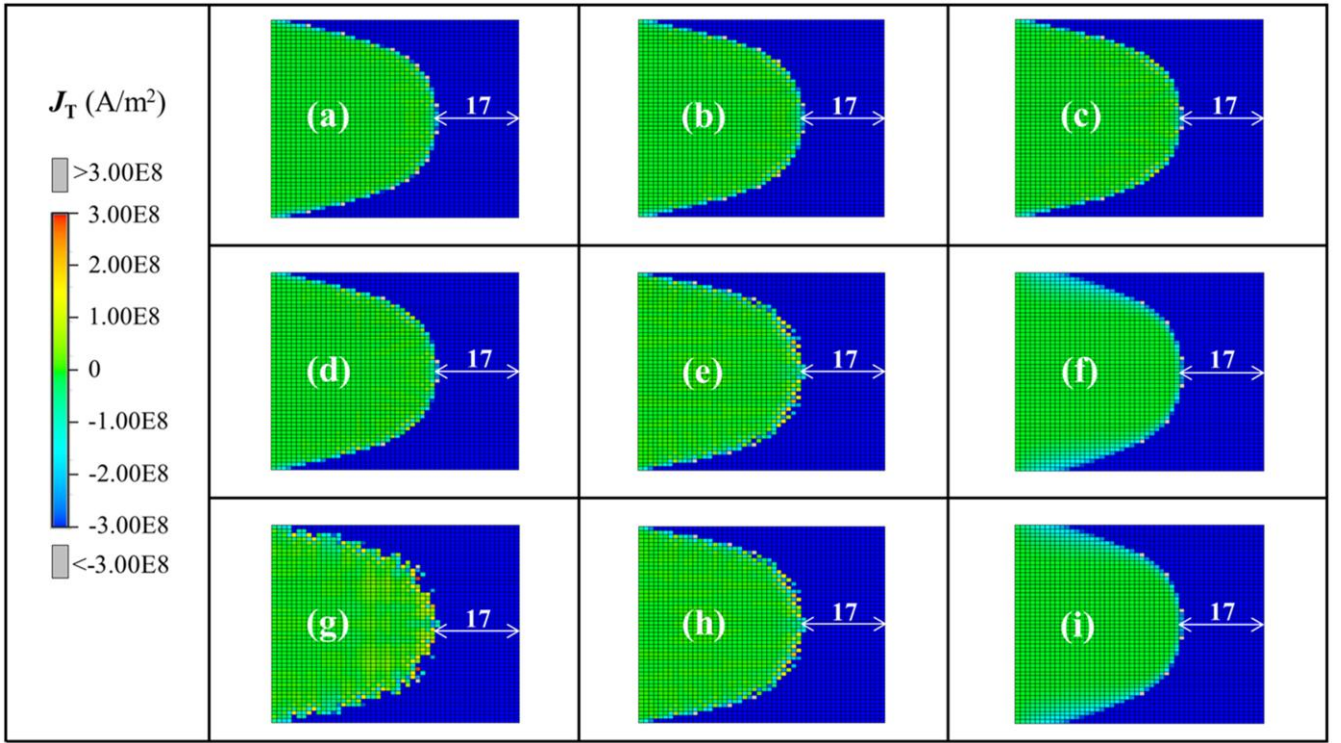 J_T (A/m²)
>3.00E8
3.00E8
2.00E8
1.00E8
0
-1.00E8
-2.00E8
-3.00E8
<-3.00E8
(a) 17
(b) 17
(c) 17
(d) 17
(e) 17
(f) 17
(g) 17
(h) 17
(i) 17